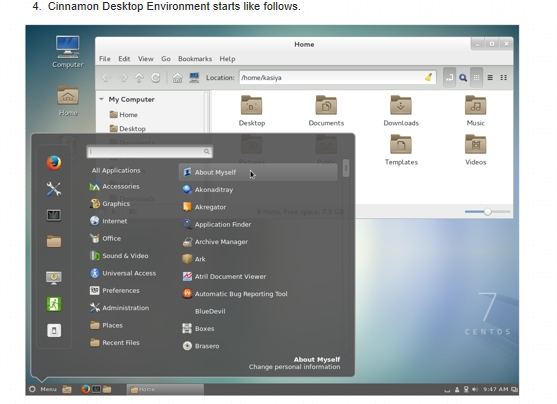 4. Cinnamon Desktop Environment starts like follows.
Computer
Home
Home
File Edit View Go Bookmarks Help
Location: /home/kasiya
My Computer
Home
Desktop
Desktop Documents Downloads Music
Templates Videos
All Applications
Accessories
Graphics
Internet
Office
Sound & Video
Universal Access
Preferences
Administration
Places
Recent Files
About Myself
Akonaditray
Akregator
Application Finder
Archive Manager
Ark
Atril Document Viewer
Automatic Bug Reporting Tool
BlueDevil
Boxes
Brasero
About Myself
Change personal information
7
CENTOS
Menu
Home
9:47 AM